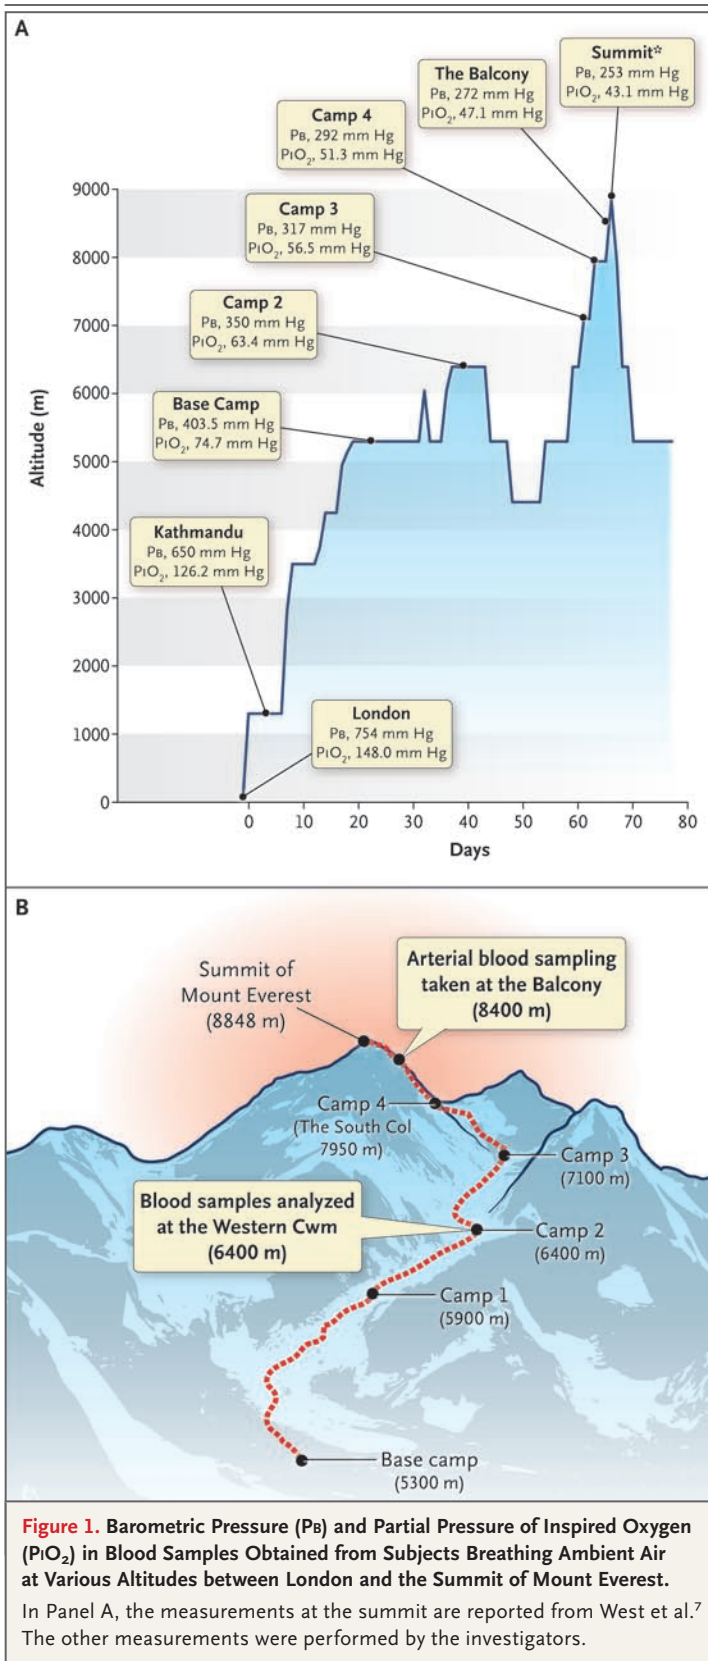 A
Summit*
PB, 253 mm Hg
PIO2, 43.1 mm Hg
The Balcony
PB, 272 mm Hg
PIO2, 47.1 mm Hg
Camp 4
PB, 292 mm Hg
PIO2, 51.3 mm Hg
Camp 3
PB, 317 mm Hg
PIO2, 56.5 mm Hg
Camp 2
PB, 350 mm Hg
PIO2, 63.4 mm Hg
Base Camp
PB, 403.5 mm Hg
PIO2, 74.7 mm Hg
Kathmandu
PB, 650 mm Hg
PIO2, 126.2 mm Hg
London
PB, 754 mm Hg
PIO2, 148.0 mm Hg
Altitude (m)
9000
8000
7000
6000
5000
4000
3000
2000
1000
0
0 10 20 30 40 50 60 70 80
Days
B
Summit of
Mount Everest
(8848 m)
Arterial blood sampling
taken at the Balcony
(8400 m)
Camp 4
(The South Col
7950 m)
Camp 3
(7100 m)
Blood samples analyzed
at the Western Cwm
(6400 m)
Camp 2
(6400 m)
Camp 1
(5900 m)
Base camp
(5300 m)
Figure 1. Barometric Pressure (PB) and Partial Pressure of Inspired Oxygen
(PIO2) in Blood Samples Obtained from Subjects Breathing Ambient Air
at Various Altitudes between London and the Summit of Mount Everest.
In Panel A, the measurements at the summit are reported from West et al.7
The other measurements were performed by the investigators.